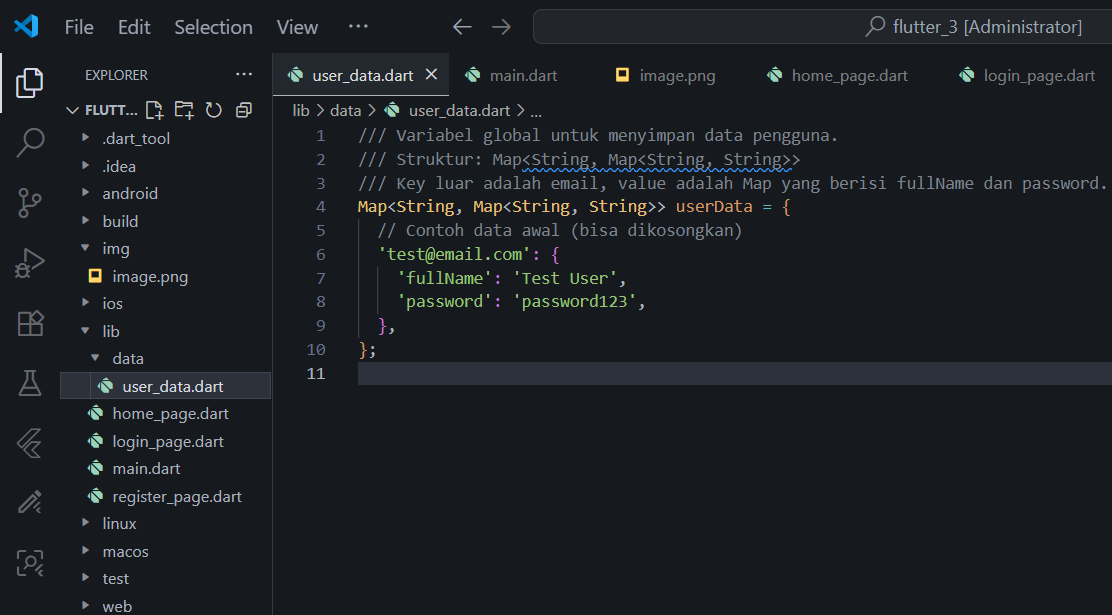 File Edit Selection View ··· flutter_3 [Administrator]
EXPLORER ···
user_data.dart main.dart image.png home_page.dart login_page.dart
FLUTT...
lib > data > user_data.dart > ...
.dart_tool
.idea
android
build
img
image.png
ios
lib
data
user_data.dart
home_page.dart
login_page.dart
main.dart
register_page.dart
linux
macos
test
web
1 /// Variabel global untuk menyimpan data pengguna.
2 /// Struktur: Map<String, Map<String, String>>
3 /// Key luar adalah email, value adalah Map yang berisi fullName dan password.
4 Map<String, Map<String, String>> userData = {
5 // Contoh data awal (bisa dikosongkan)
6 'test@email.com': {
7 'fullName': 'Test User',
8 'password': 'password123',
9 },
10 };
11